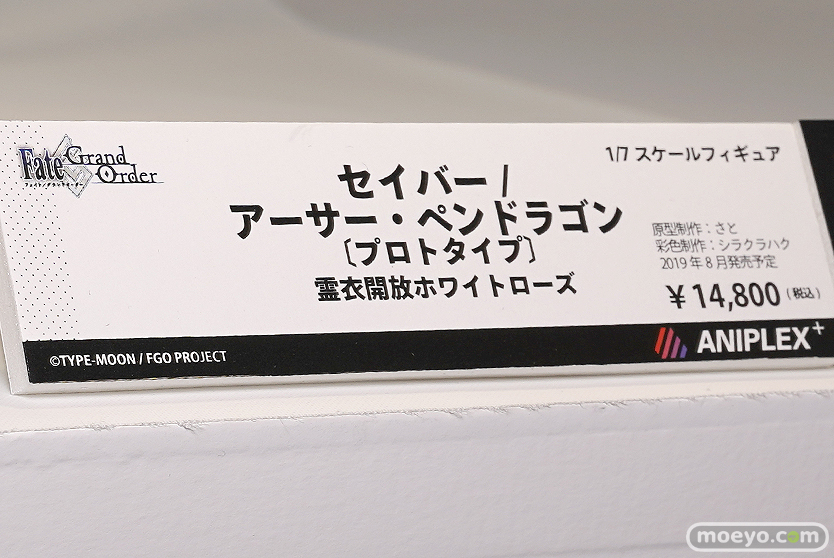 Fate Grand Order
フェイト/グランドオーダー
1/7 スケールフィギュア
セイバー/
アーサー・ペンドラゴン
〔プロトタイプ〕
霊衣開放ホワイトローズ
原型制作：さと
彩色制作：シラクラハク
2019年8月発売予定
¥14,800（税込）
©TYPE-MOON / FGO PROJECT
ANIPLEX+
moeyo.com